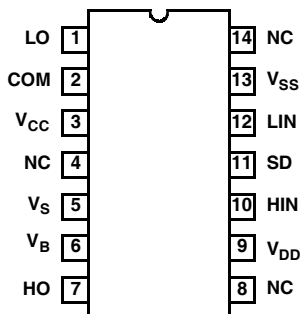 LO 1 14 NC
COM 2 13 VSS
VCC 3 12 LIN
NC 4 11 SD
VS 5 10 HIN
VB 6 9 VDD
HO 7 8 NC